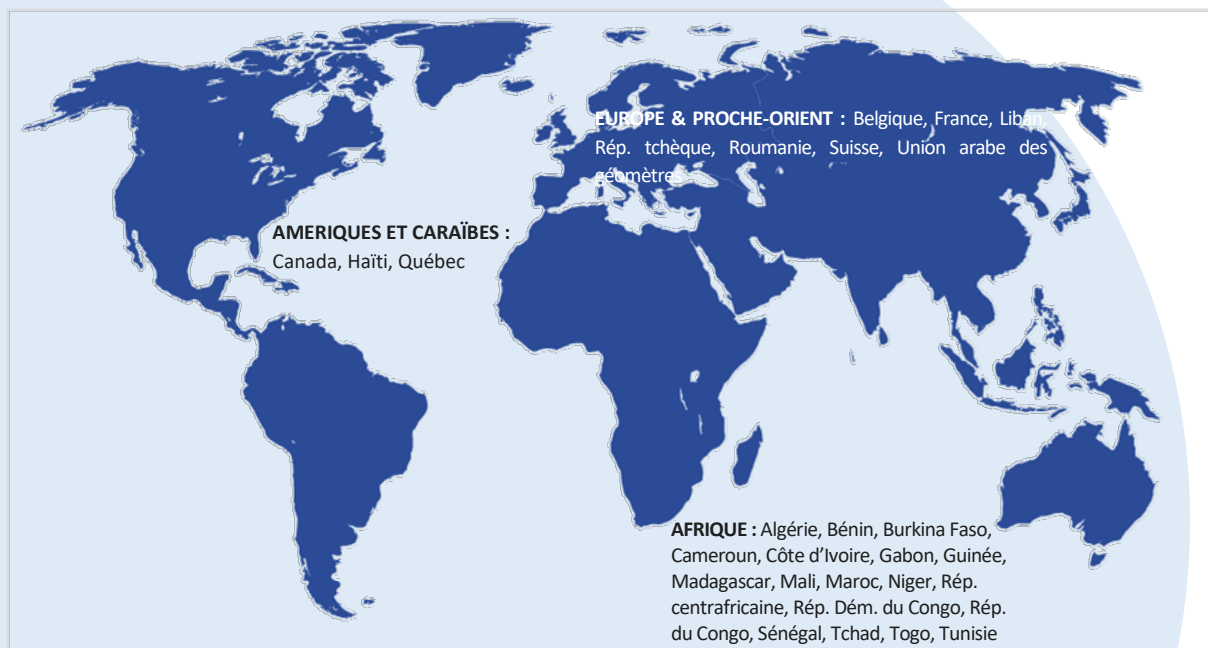 EUROPE & PROCHE-ORIENT : Belgique, France, Liban,
Rép. tchèque, Roumanie, Suisse, Union arabe des
géomètres
AMERIQUES ET CARAÏBES :
Canada, Haïti, Québec
AFRIQUE : Algérie, Bénin, Burkina Faso,
Cameroun, Côte d’Ivoire, Gabon, Guinée,
Madagascar, Mali, Maroc, Niger, Rép.
centrafricaine, Rép. Dém. du Congo, Rép.
du Congo, Sénégal, Tchad, Togo, Tunisie